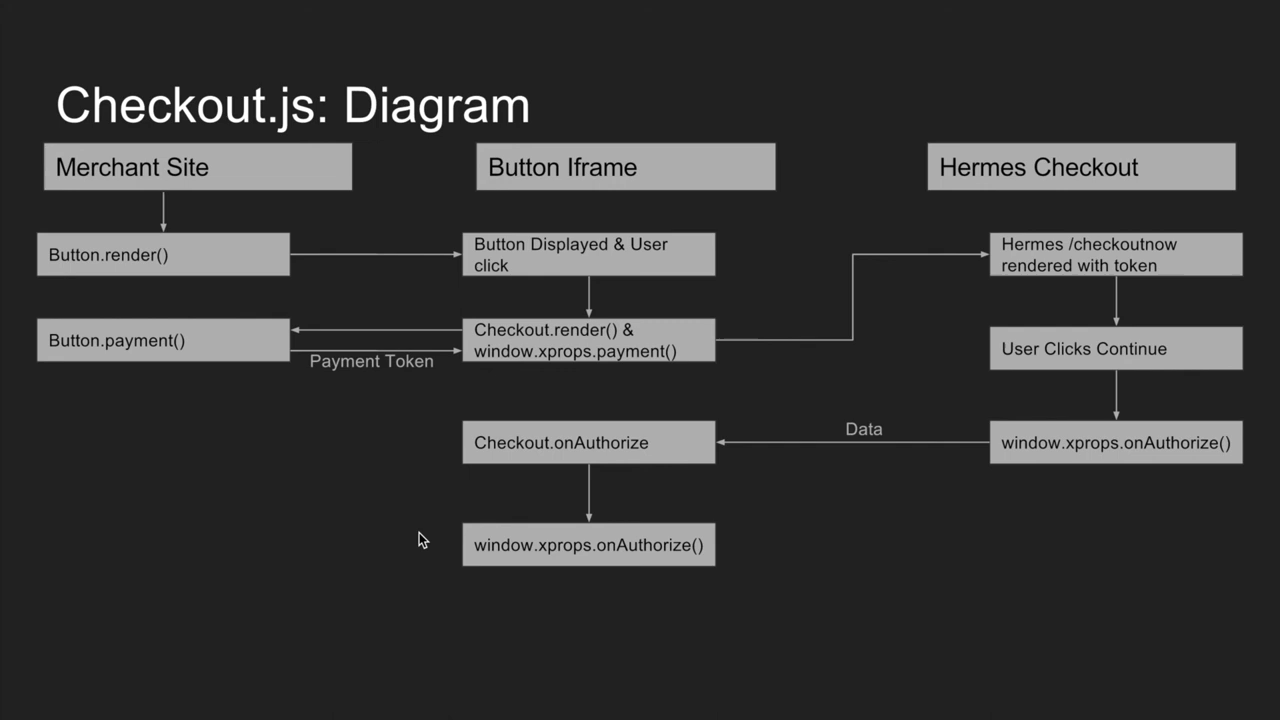 Checkout.js: Diagram
Merchant Site
Button Iframe
Hermes Checkout
Button.render()
Button Displayed & User
click
Hermes /checkoutnow
rendered with token
Button.payment()
Payment Token
Checkout.render() &
window.xprops.payment()
User Clicks Continue
Checkout.onAuthorize
Data
window.xprops.onAuthorize()
window.xprops.onAuthorize()